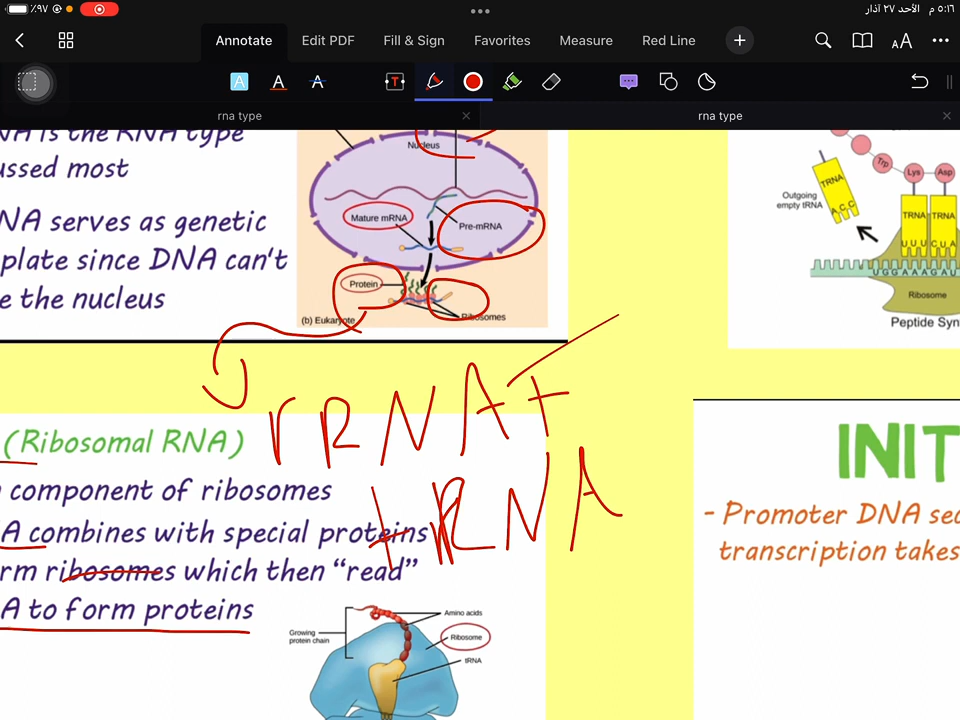 ٪٩٧
٥:١٦ م الأحد ٢٧ آذار
Annotate Edit PDF Fill & Sign Favorites Measure Red Line
rna type
rna type
NA is the RNA type
ussed most
NA serves as genetic
plate since DNA can't
e the nucleus
Nucleus
Mature mRNA
Pre-mRNA
Protein
Ribosomes
(b) Eukaryote
Trp
Lys
Asp
Outgoing
empty tRNA
TRNA
A C C
TRNA
TRNA
U U U C U A
U G G A A A G A U
Ribosome
Peptide Syn
rRNA +
tRNA
(Ribosomal RNA)
component of ribosomes
A combines with special proteins
rm ribosomes which then “read”
A to form proteins
Amino acids
Growing
protein chain
Ribosome
tRNA
INIT
- Promoter DNA seq
transcription takes